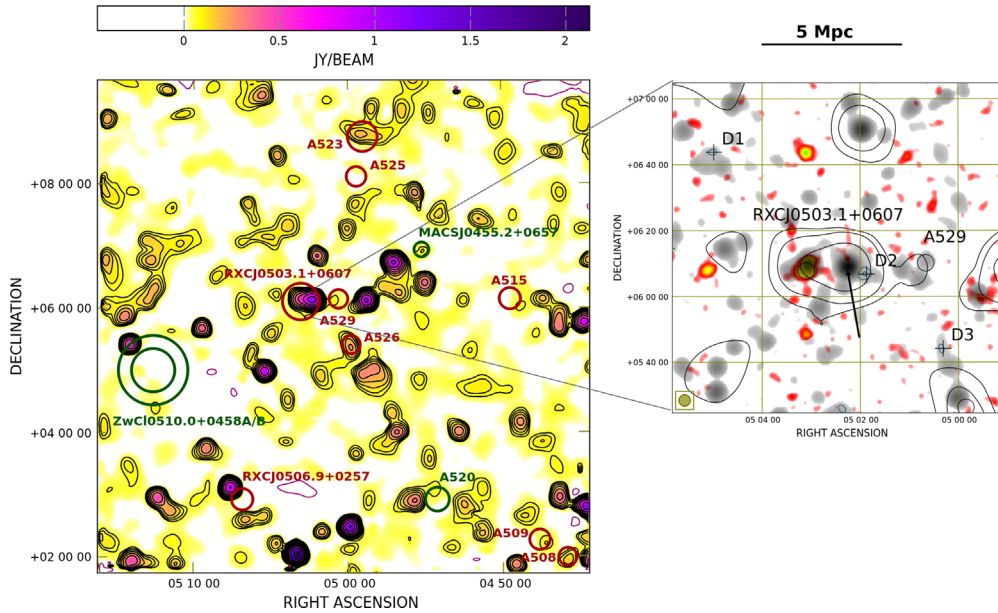 0
0.5
1
1.5
2
JY/BEAM
5 Mpc
+08 00 00
+06 00 00
+04 00 00
+02 00 00
DECLINATION
05 10 00
05 00 00
04 50 00
RIGHT ASCENSION
A523
A525
MACSJ0455.2+0657
RXCJ0503.1+0607
A515
A529
A526
ZwCl0510.0+0458A/B
RXCJ0506.9+0257
A520
A509
A508
+07 00 00
+06 40 00
+06 20 00
+06 00 00
+05 40 00
DECLINATION
D1
RXCJ0503.1+0607
A529
D2
D3
05 04 00
05 02 00
05 00 00
RIGHT ASCENSION